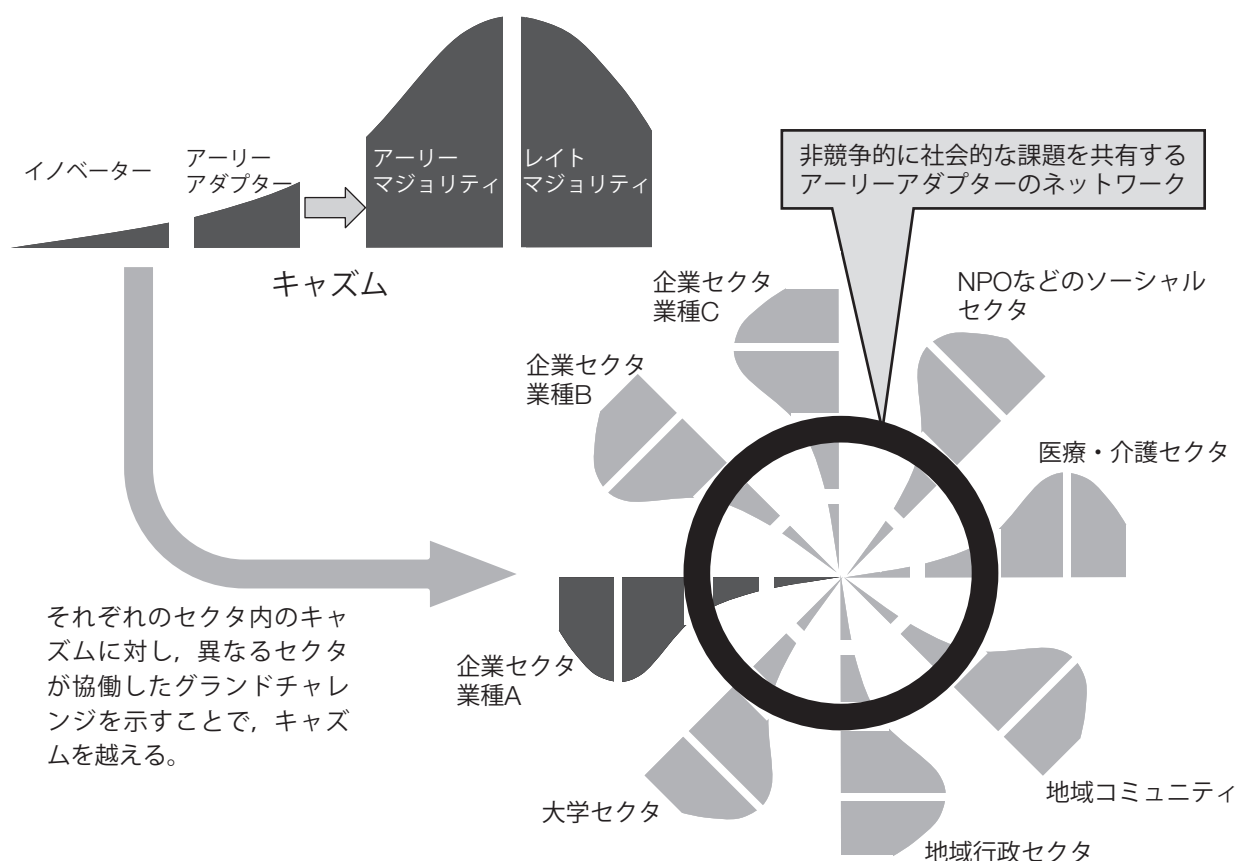 イノベーター
アーリー
アダプター
アーリー
マジョリティ
レイト
マジョリティ
キャズム
非競争的に社会的な課題を共有する
アーリーアダプターのネットワーク
企業セクタ
業種C
NPOなどのソーシャル
セクタ
企業セクタ
業種B
医療・介護セクタ
それぞれのセクタ内のキャ
ズムに対し，異なるセクタ
が協働したグランドチャレ
ンジを示すことで，キャズ
ムを越える。
企業セクタ
業種A
大学セクタ
地域コミュニティ
地域行政セクタ